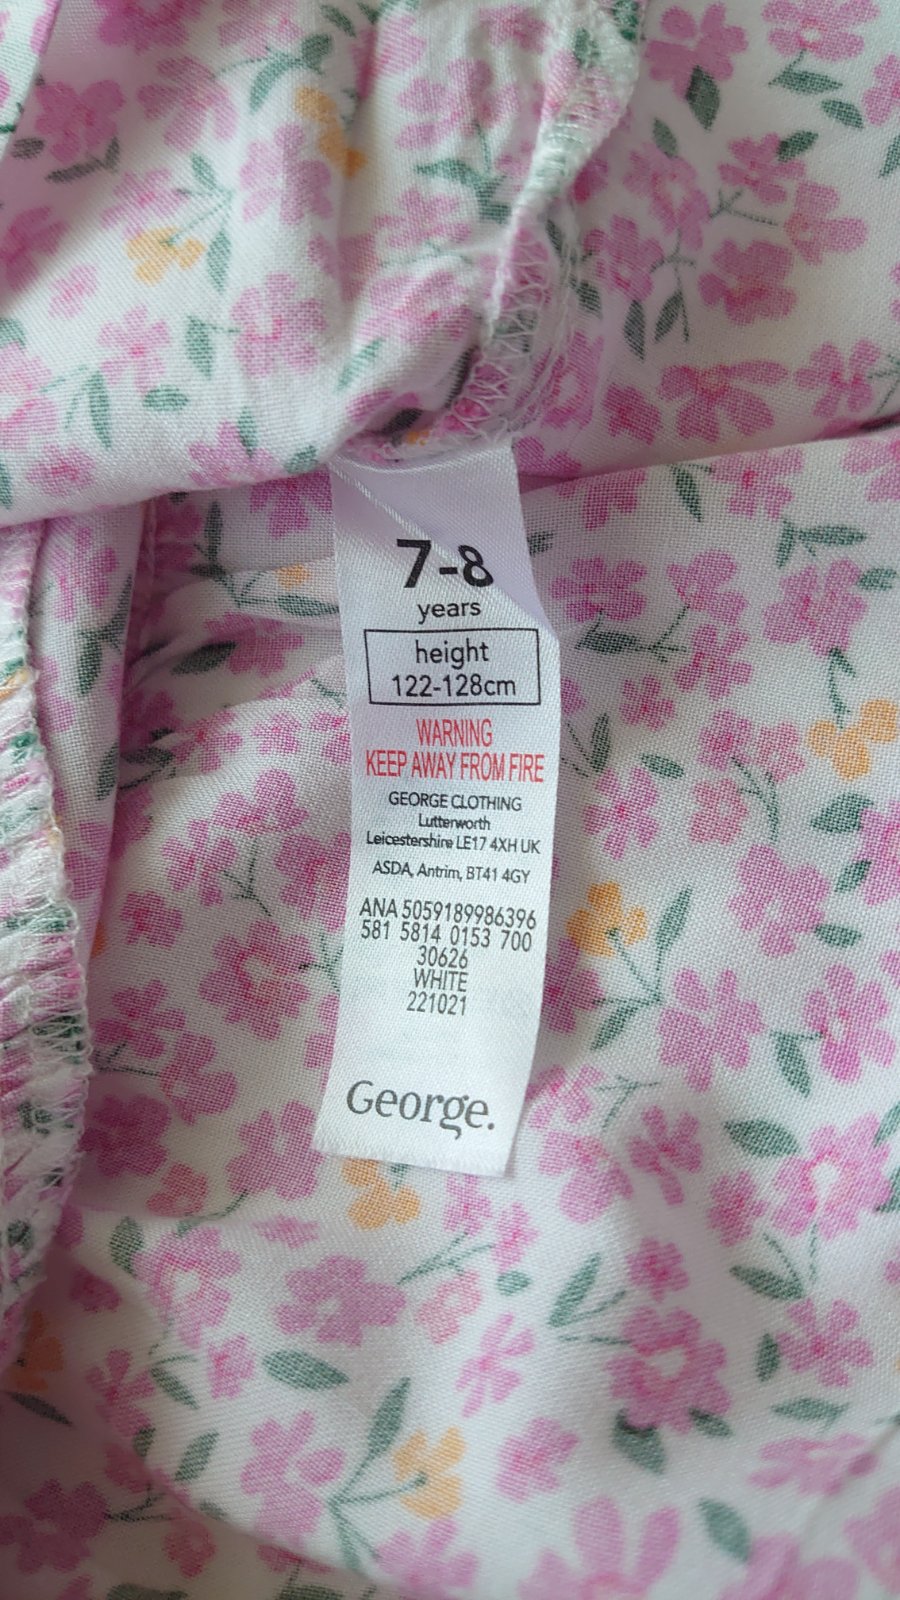 7-8
years
height
122-128cm
WARNING
KEEP AWAY FROM FIRE
GEORGE CLOTHING
Lutterworth
Leicestershire LE17 4XH UK
ASDA, Antrim, BT41 4GY
ANA 5059189986396
581 5814 0153 700
30626
WHITE
221021
George.